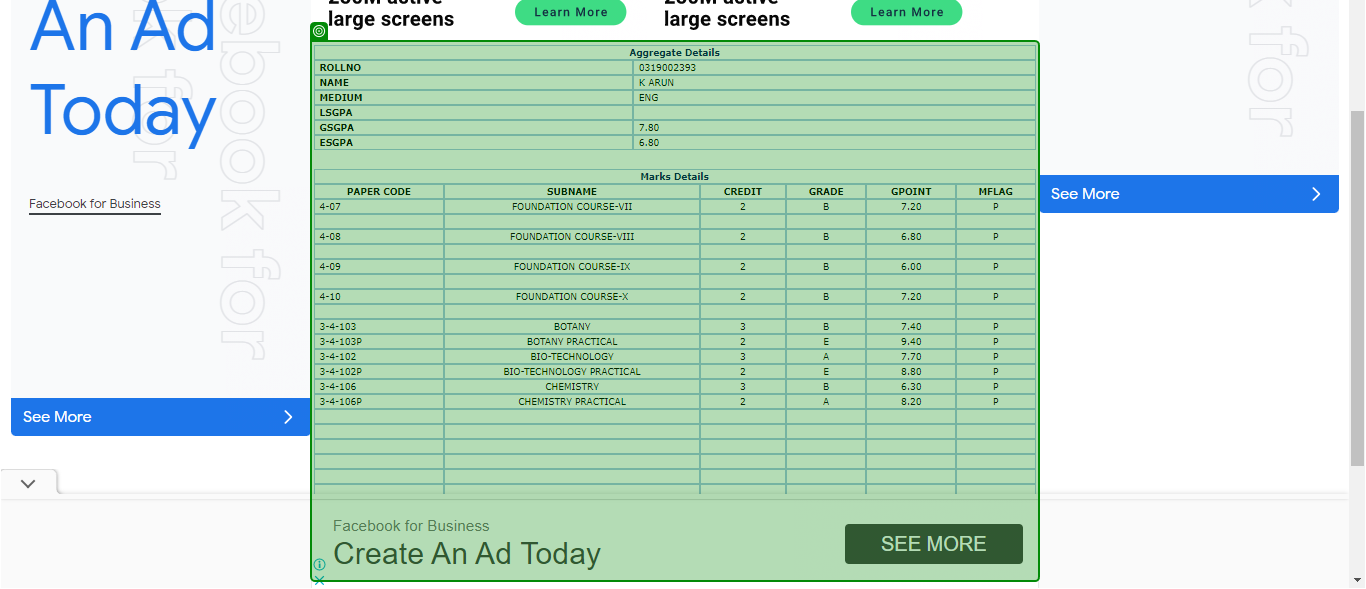 An Ad
Today
Facebook for Business
See More
large screens
Learn More
large screens
Learn More
Aggregate Details
ROLLNO 0319002393
NAME K ARUN
MEDIUM ENG
LSGPA
GSGPA 7.80
ESGPA 6.80
Marks Details
PAPER CODE SUBNAME CREDIT GRADE GPOINT MFLAG
4-07 FOUNDATION COURSE-VII 2 B 7.20 P
4-08 FOUNDATION COURSE-VIII 2 B 6.80 P
4-09 FOUNDATION COURSE-IX 2 B 6.00 P
4-10 FOUNDATION COURSE-X 2 B 7.20 P
3-4-103 BOTANY 3 B 7.40 P
3-4-103P BOTANY PRACTICAL 2 E 9.40 P
3-4-102 BIO-TECHNOLOGY 3 A 7.70 P
3-4-102P BIO-TECHNOLOGY PRACTICAL 2 E 8.80 P
3-4-106 CHEMISTRY 3 B 6.30 P
3-4-106P CHEMISTRY PRACTICAL 2 A 8.20 P
Facebook for Business
Create An Ad Today
SEE MORE
See More